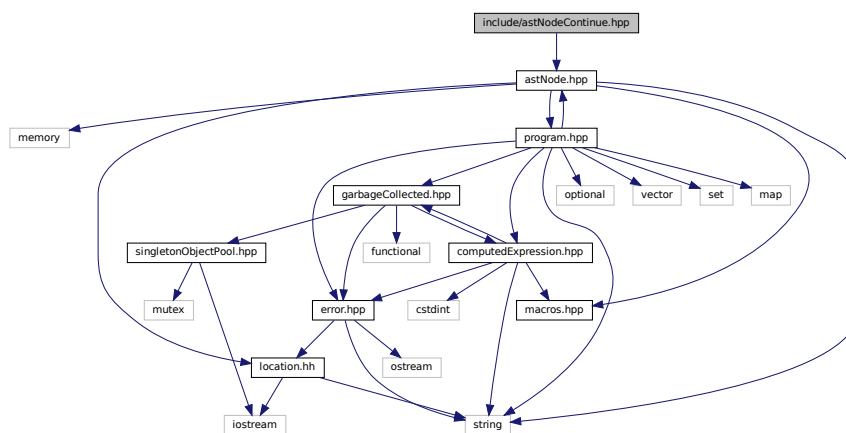 include/astNodeContinue.hpp
astNode.hpp
memory
program.hpp
garbageCollected.hpp
optional
vector
set
map
singletonObjectPool.hpp
functional
computedExpression.hpp
mutex
error.hpp
cstdint
macros.hpp
location.hh
ostream
iostream
string